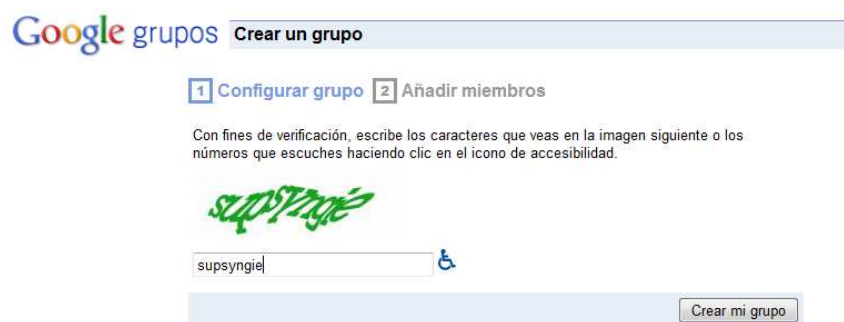 Google grupos Crear un grupo
1 Configurar grupo 2 Añadir miembros
Con fines de verificación, escribe los caracteres que veas en la imagen siguiente o los
números que escuches haciendo clic en el icono de accesibilidad.
supsyngie
supsyngie
Crear mi grupo